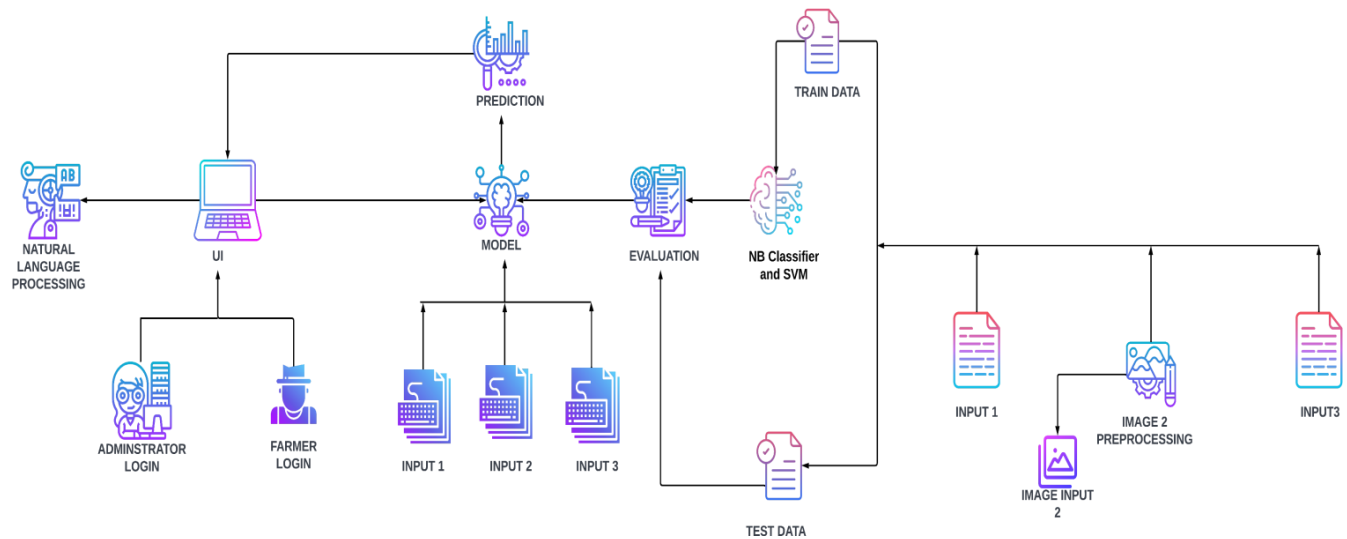 PREDICTION
TRAIN DATA
AB
NATURAL
LANGUAGE
PROCESSING
UI
MODEL
EVALUATION
NB Classifier
and SVM
ADMINSTRATOR
LOGIN
FARMER
LOGIN
INPUT 1
INPUT 2
INPUT 3
TEST DATA
INPUT 1
IMAGE 2
PREPROCESSING
INPUT3
IMAGE INPUT
2